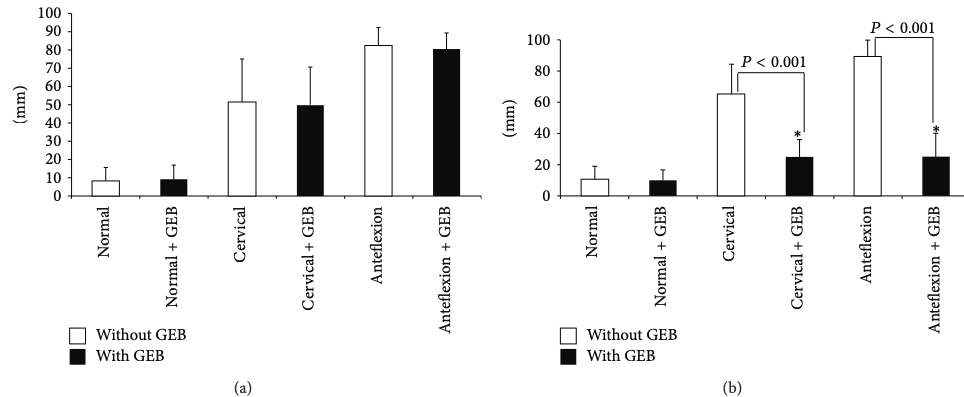 100
90
80
70
60
50
40
30
20
10
0
(mm)
Normal
Normal + GEB
Cervical
Cervical + GEB
Anteflexion
Anteflexion + GEB
Without GEB
With GEB
(a)
P < 0.001
P < 0.001
100
80
60
40
20
0
(mm)
*
*
Normal
Normal + GEB
Cervical
Cervical + GEB
Anteflexion
Anteflexion + GEB
Without GEB
With GEB
(b)